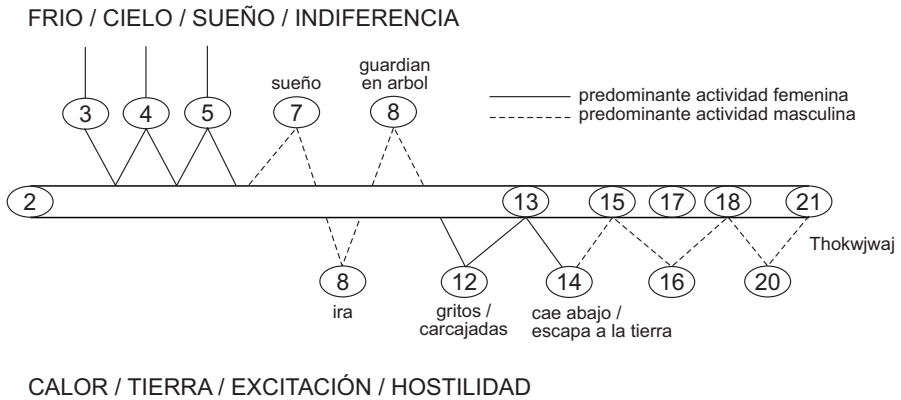 FRIO / CIELO / SUEÑO / INDIFERENCIA
guardian
en arbol
sueño
predominante actividad femenina
predominante actividad masculina
3
4
5
7
8
2
13
15
17
18
21
Thokwjwaj
8
12
14
16
20
ira
gritos /
carcajadas
cae abajo /
escapa a la tierra
CALOR / TIERRA / EXCITACIÓN / HOSTILIDAD